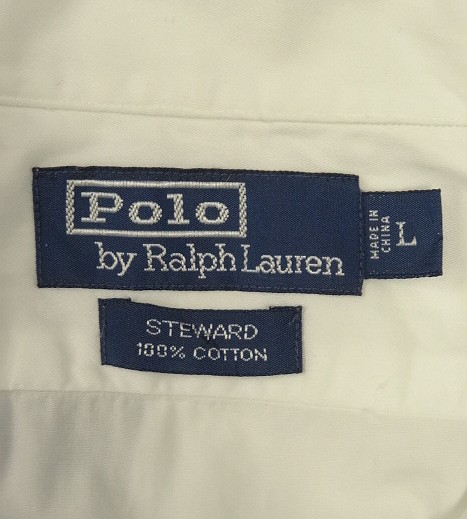 Polo
by Ralph Lauren
MADE IN
CHINA
L
STEWARD
100% COTTON